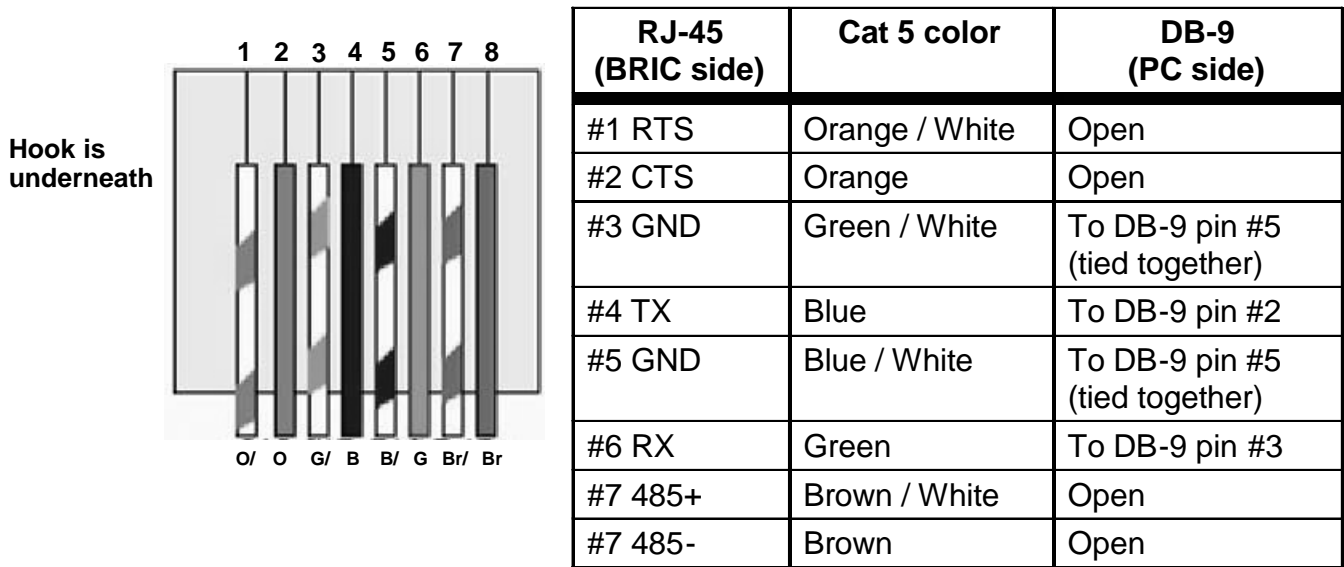 1 2 3 4 5 6 7 8
Hook is
underneath
O/ O G/ B B/ G Br/ Br
RJ-45 (BRIC side) Cat 5 color DB-9 (PC side)
#1 RTS Orange / White Open
#2 CTS Orange Open
#3 GND Green / White To DB-9 pin #5
(tied together)
#4 TX Blue To DB-9 pin #2
#5 GND Blue / White To DB-9 pin #5
(tied together)
#6 RX Green To DB-9 pin #3
#7 485+ Brown / White Open
#7 485- Brown Open